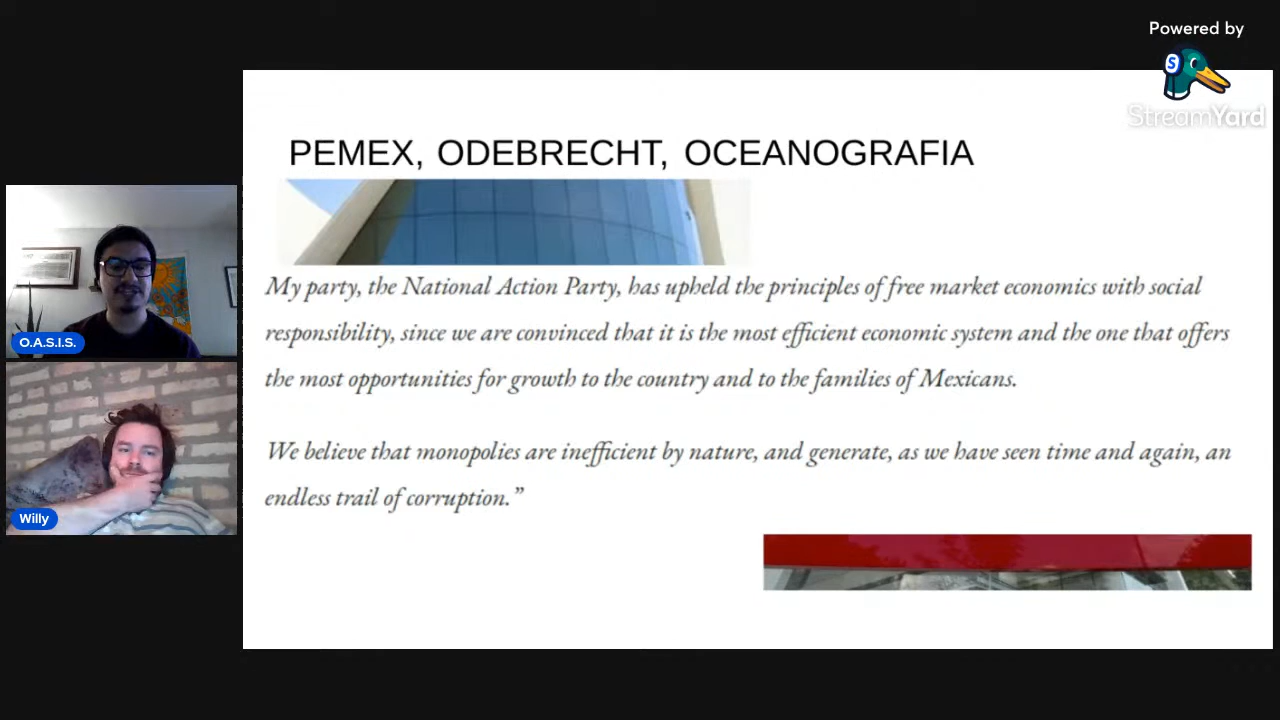 Powered by
S
StreamYard
PEMEX, ODEBRECHT, OCEANOGRAFIA
My party, the National Action Party, has upheld the principles of free market economics with social
responsibility, since we are convinced that it is the most efficient economic system and the one that offers
the most opportunities for growth to the country and to the families of Mexicans.
We believe that monopolies are inefficient by nature, and generate, as we have seen time and again, an
endless trail of corruption.”
O.A.S.I.S.
Willy